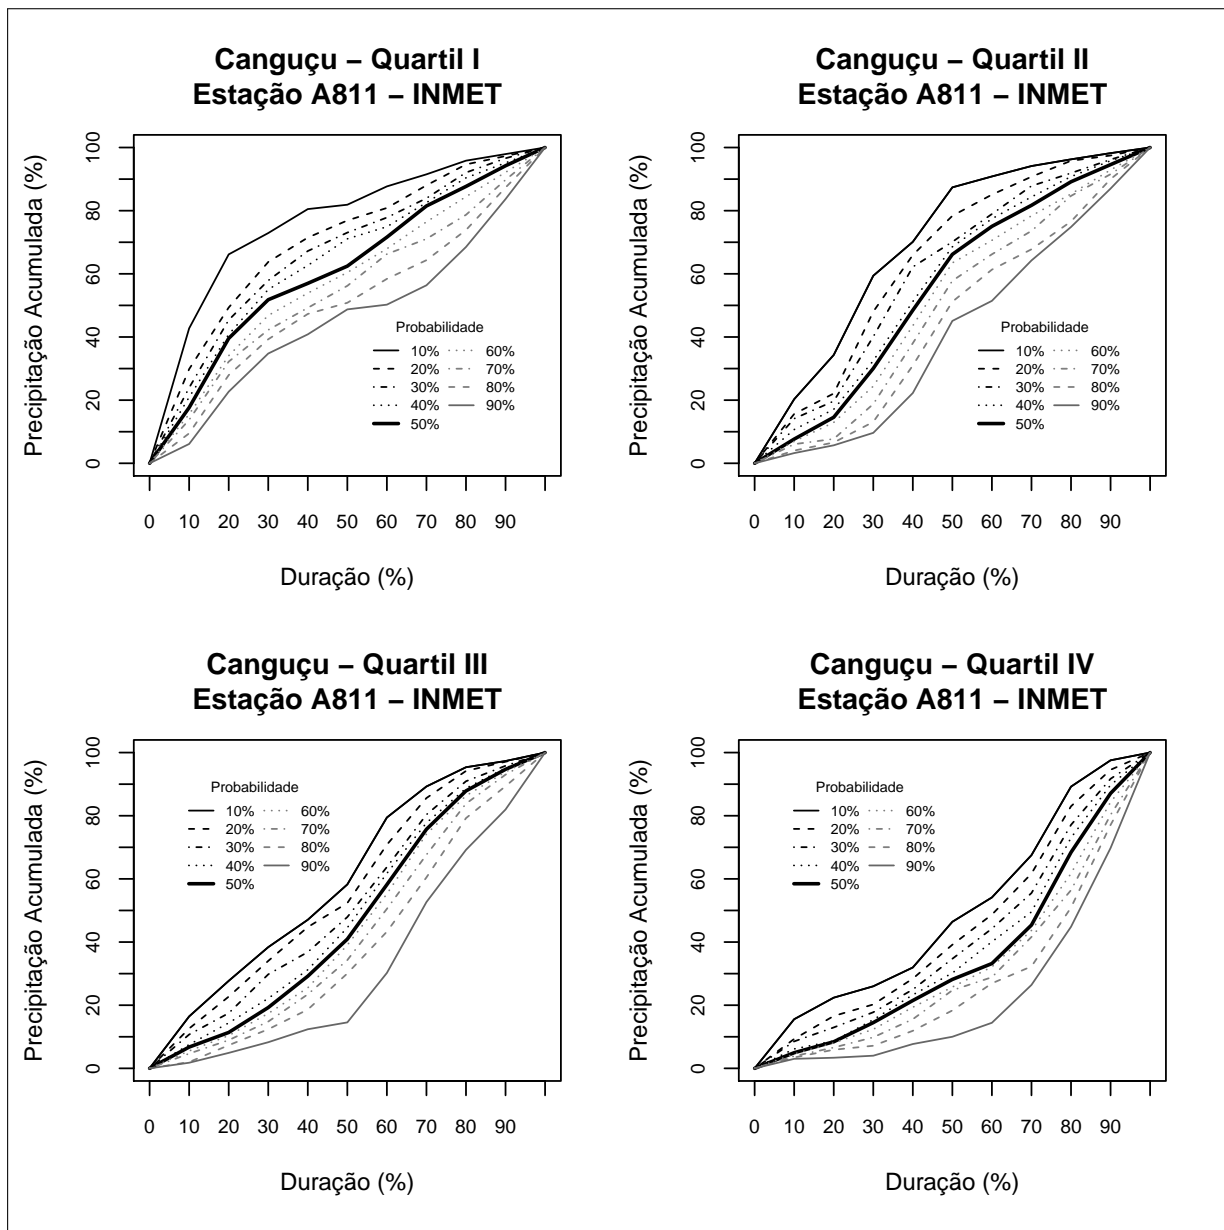 Canguçu – Quartil I
Estação A811 – INMET
Precipitação Acumulada (%)
100
80
60
40
20
0
Probabilidade
10% 60%
20% 70%
30% 80%
40% 90%
50%
0 10 20 30 40 50 60 70 80 90
Duração (%)
Canguçu – Quartil II
Estação A811 – INMET
Precipitação Acumulada (%)
100
80
60
40
20
0
Probabilidade
10% 60%
20% 70%
30% 80%
40% 90%
50%
0 10 20 30 40 50 60 70 80 90
Duração (%)
Canguçu – Quartil III
Estação A811 – INMET
Precipitação Acumulada (%)
100
80
60
40
20
0
Probabilidade
10% 60%
20% 70%
30% 80%
40% 90%
50%
0 10 20 30 40 50 60 70 80 90
Duração (%)
Canguçu – Quartil IV
Estação A811 – INMET
Precipitação Acumulada (%)
100
80
60
40
20
0
Probabilidade
10% 60%
20% 70%
30% 80%
40% 90%
50%
0 10 20 30 40 50 60 70 80 90
Duração (%)